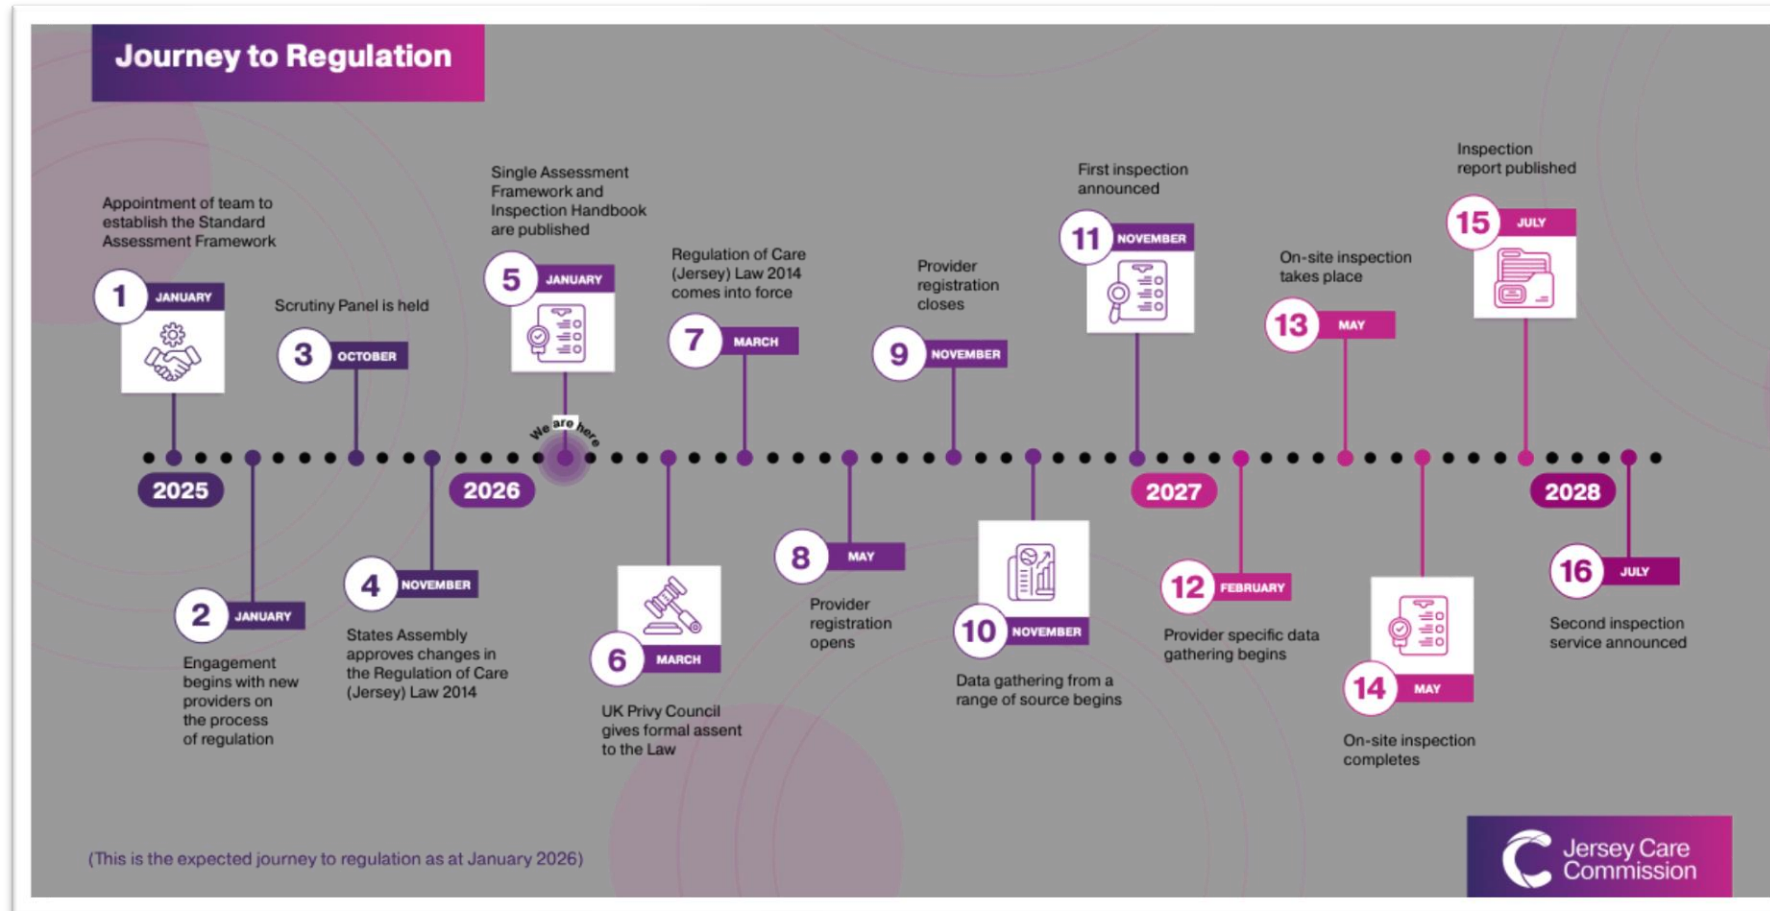 Journey to Regulation
Appointment of team to
establish the Standard
Assessment Framework
1
JANUARY
2
JANUARY
Engagement
begins with new
providers on
the process
of regulation
Scrutiny Panel is held
3
OCTOBER
4
NOVEMBER
States Assembly
approves changes in
the Regulation of Care
(Jersey) Law 2014
Single Assessment
Framework and
Inspection Handbook
are published
5
JANUARY
We are here
6
MARCH
UK Privy Council
gives formal assent
to the Law
Regulation of Care
(Jersey) Law 2014
comes into force
7
MARCH
8
MAY
Provider
registration
opens
Provider
registration
closes
9
NOVEMBER
10
NOVEMBER
Data gathering from a
range of source begins
First inspection
announced
11
NOVEMBER
12
FEBRUARY
Provider specific data
gathering begins
On-site inspection
takes place
13
MAY
14
MAY
On-site inspection
completes
Inspection
report published
15
JULY
16
JULY
Second inspection
service announced
2025
2026
2027
2028
(This is the expected journey to regulation as at January 2026)
Jersey Care
Commission